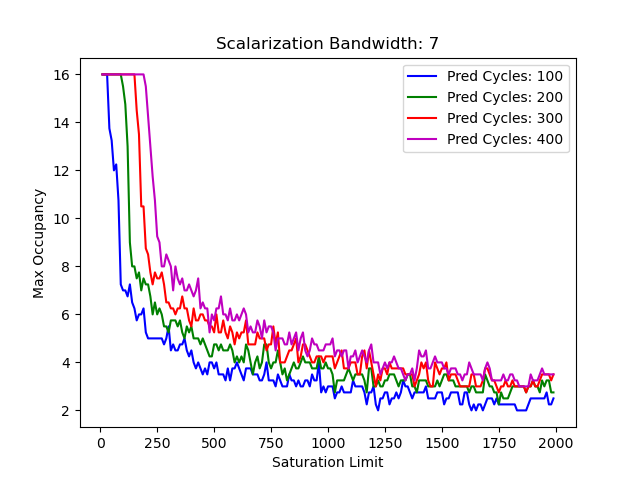 Scalarization Bandwidth: 7
Pred Cycles: 100
Pred Cycles: 200
Pred Cycles: 300
Pred Cycles: 400
Max Occupancy
16
14
12
10
8
6
4
2
0 250 500 750 1000 1250 1500 1750 2000
Saturation Limit